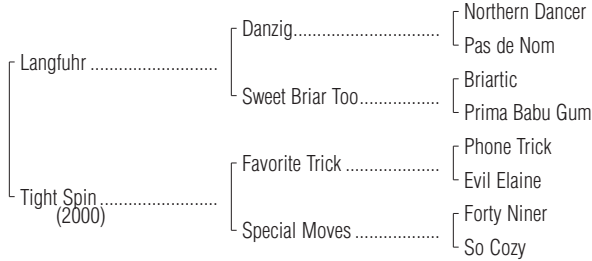 Northern Dancer
Danzig..............................
Pas de Nom
Langfuhr ...........................
Briartic
Sweet Briar Too.................
Prima Babu Gum
Phone Trick
Favorite Trick ....................
Evil Elaine
Tight Spin.........................
(2000)
Forty Niner
Special Moves ..................
So Cozy